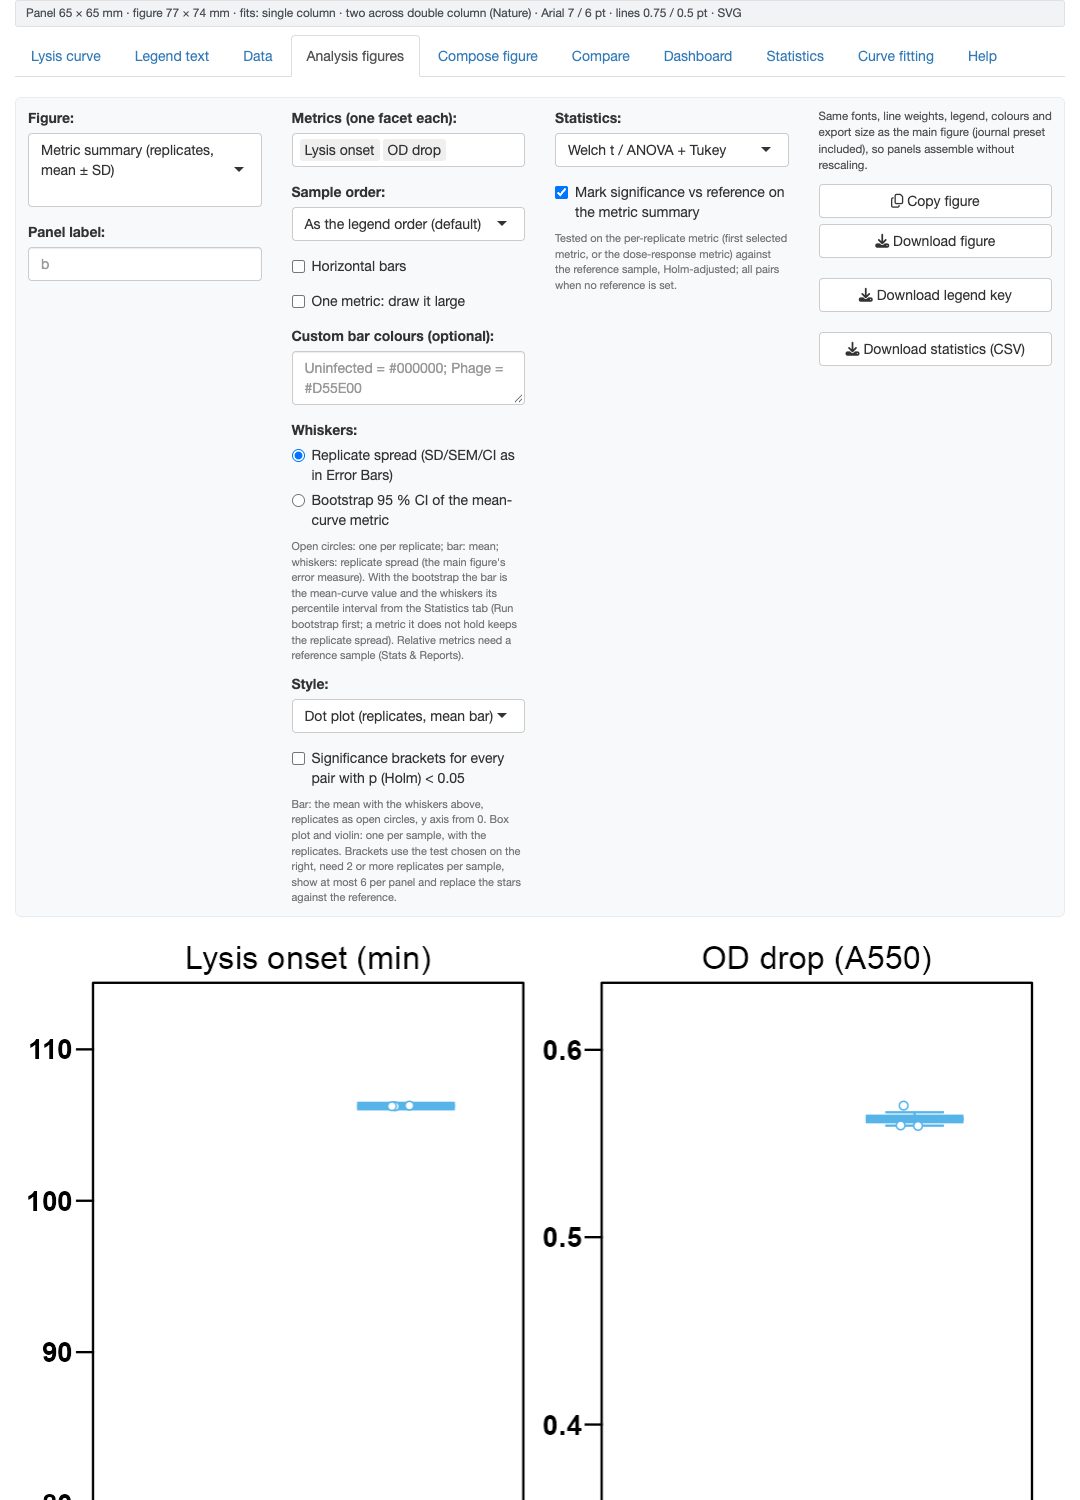 Panel 65 × 65 mm · figure 77 × 74 mm · fits: single column · two across double column (Nature) · Arial 7 / 6 pt · lines 0.75 / 0.5 pt · SVG
Lysis curve
Legend text
Data
Analysis figures
Compose figure
Compare
Dashboard
Statistics
Curve fitting
Help
Figure:
Metric summary (replicates,
mean ± SD)
Panel label:
b
Metrics (one facet each):
Lysis onset
OD drop
Sample order:
As the legend order (default)
Horizontal bars
One metric: draw it large
Custom bar colours (optional):
Uninfected = #000000; Phage =
#D55E00
Whiskers:
Replicate spread (SD/SEM/CI as
in Error Bars)
Bootstrap 95 % CI of the mean-
curve metric
Open circles: one per replicate; bar: mean;
whiskers: replicate spread (the main figure's
error measure). With the bootstrap the bar is
the mean-curve value and the whiskers its
percentile interval from the Statistics tab (Run
bootstrap first; a metric it does not hold keeps
the replicate spread). Relative metrics need a
reference sample (Stats & Reports).
Style:
Dot plot (replicates, mean bar)
Significance brackets for every
pair with p (Holm) < 0.05
Bar: the mean with the whiskers above,
replicates as open circles, y axis from 0. Box
plot and violin: one per sample, with the
replicates. Brackets use the test chosen on the
right, need 2 or more replicates per sample,
show at most 6 per panel and replace the stars
against the reference.
Statistics:
Welch t / ANOVA + Tukey
Mark significance vs reference on
the metric summary
Tested on the per-replicate metric (first selected
metric, or the dose-response metric) against
the reference sample, Holm-adjusted; all pairs
when no reference is set.
Same fonts, line weights, legend, colours and
export size as the main figure (journal preset
included), so panels assemble without
rescaling.
Copy figure
Download figure
Download legend key
Download statistics (CSV)
Lysis onset (min)
110
100
90
OD drop (A550)
0.6
0.5
0.4